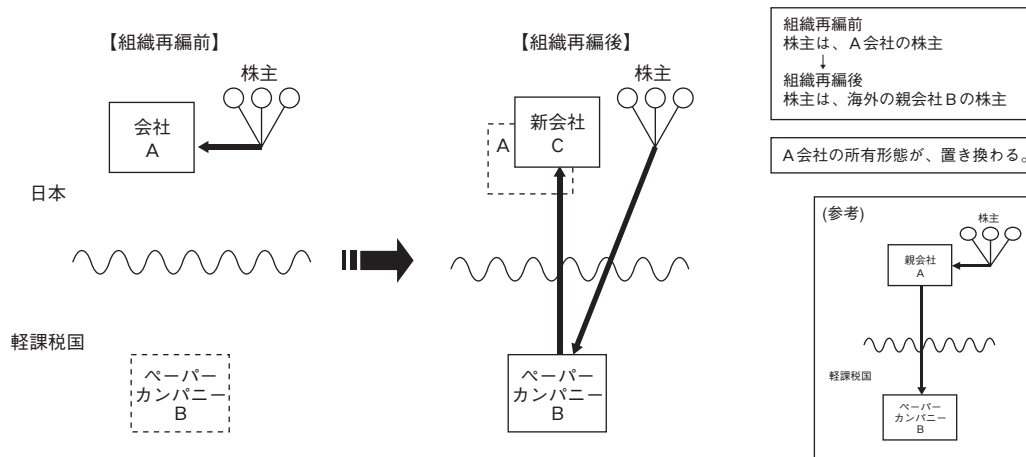 【組織再編前】
株主
会社
A
日本
軽課税国
ペーパー
カンパニー
B
【組織再編後】
株主
新会社
C
A
ペーパー
カンパニー
B
組織再編前
株主は、A会社の株主
↓
組織再編後
株主は、海外の親会社Bの株主
A会社の所有形態が、置き換わる。
(参考)
株主
親会社
A
軽課税国
ペーパー
カンパニー
B